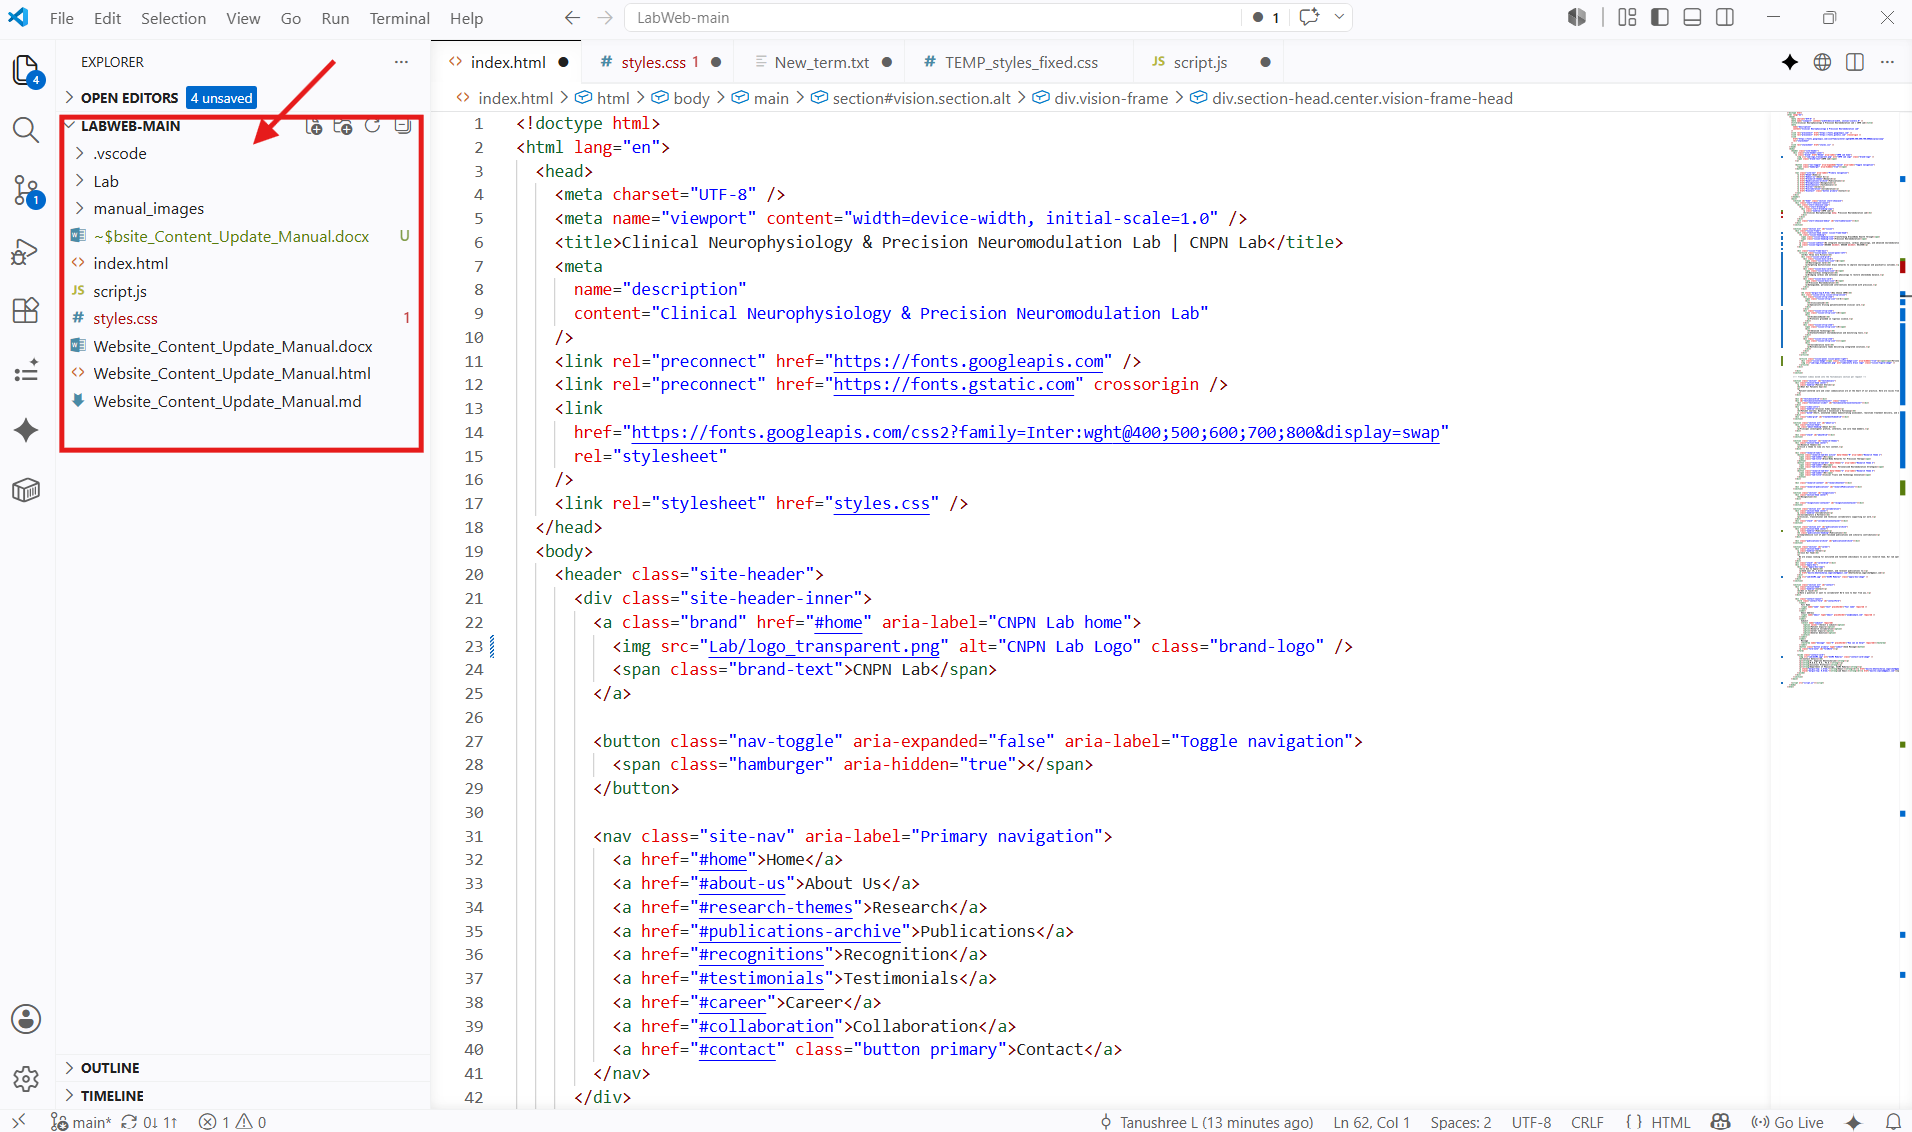 File Edit Selection View Go Run Terminal Help
LabWeb-main
1
EXPLORER
OPEN EDITORS 4 unsaved
LABWEB-MAIN
.vscode
Lab
manual_images
~$bsite_Content_Update_Manual.docx U
index.html
JS script.js
# styles.css 1
Website_Content_Update_Manual.docx
Website_Content_Update_Manual.html
Website_Content_Update_Manual.md
OUTLINE
TIMELINE
4
1
index.html # styles.css 1 New_term.txt # TEMP_styles_fixed.css JS script.js
index.html > html > body > main > section#vision.section.alt > div.vision-frame > div.section-head.center.vision-frame-head
1 <!doctype html>
2 <html lang="en">
3 <head>
4 <meta charset="UTF-8" />
5 <meta name="viewport" content="width=device-width, initial-scale=1.0" />
6 <title>Clinical Neurophysiology & Precision Neuromodulation Lab | CNPN Lab</title>
7 <meta
8 name="description"
9 content="Clinical Neurophysiology & Precision Neuromodulation Lab"
10 />
11 <link rel="preconnect" href="https://fonts.googleapis.com" />
12 <link rel="preconnect" href="https://fonts.gstatic.com" crossorigin />
13 <link
14 href="https://fonts.googleapis.com/css2?family=Inter:wght@400;500;600;700;800&display=swap"
15 rel="stylesheet"
16 />
17 <link rel="stylesheet" href="styles.css" />
18 </head>
19 <body>
20 <header class="site-header">
21 <div class="site-header-inner">
22 <a class="brand" href="#home" aria-label="CNPN Lab home">
23 <img src="Lab/logo_transparent.png" alt="CNPN Lab Logo" class="brand-logo" />
24 <span class="brand-text">CNPN Lab</span>
25 </a>
26
27 <button class="nav-toggle" aria-expanded="false" aria-label="Toggle navigation">
28 <span class="hamburger" aria-hidden="true"></span>
29 </button>
30
31 <nav class="site-nav" aria-label="Primary navigation">
32 <a href="#home">Home</a>
33 <a href="#about-us">About Us</a>
34 <a href="#research-themes">Research</a>
35 <a href="#publications-archive">Publications</a>
36 <a href="#recognitions">Recognition</a>
37 <a href="#testimonials">Testimonials</a>
38 <a href="#career">Career</a>
39 <a href="#collaboration">Collaboration</a>
40 <a href="#contact" class="button primary">Contact</a>
41 </nav>
42 </div>
main* 0↓ 1↑ 1 0 Tanushree L (13 minutes ago) Ln 62, Col 1 Spaces: 2 UTF-8 CRLF { } HTML Go Live